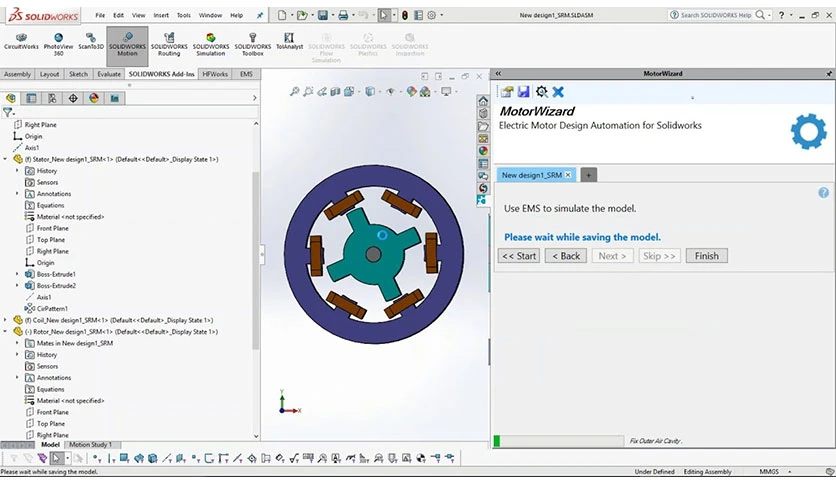 SOLIDWORKS
File Edit View Insert Tools Window Help
New design1_SRM.SLDASM
Search SOLIDWORKS Help
CircuitWorks
PhotoView 360
ScanTo3D
SOLIDWORKS Motion
SOLIDWORKS Routing
SOLIDWORKS Simulation
SOLIDWORKS Toolbox
TolAnalyst
SOLIDWORKS Flow Simulation
SOLIDWORKS Plastics
SOLIDWORKS Inspection
Assembly Layout Sketch Evaluate SOLIDWORKS Add-Ins HFWorks EMS
Right Plane
Origin
Axis1
(f) Stator_New design1_SRM<1> (Default<<Default>_Display State 1>)
History
Sensors
Annotations
Equations
Material <not specified>
Front Plane
Top Plane
Right Plane
Origin
Boss-Extrude1
Boss-Extrude2
Axis1
CirPattern1
(f) Coil_New design1_SRM<1> (Default<<Default>_Display State 1>)
(-) Rotor_New design1_SRM<1> (Default<<Default>_Display State 1>)
Mates in New design1_SRM
History
Sensors
Annotations
Equations
Material <not specified>
Front Plane
Top Plane
Right Plane
Model Motion Study 1
Y
X
MotorWizard
MotorWizard
Electric Motor Design Automation for Solidworks
New design1_SRM
+
Use EMS to simulate the model.
Please wait while saving the model.
<< Start < Back Next > Skip >> Finish
Fix Outer Air Cavity .
Please wait while saving the model.
Under Defined Editing Assembly MMGS